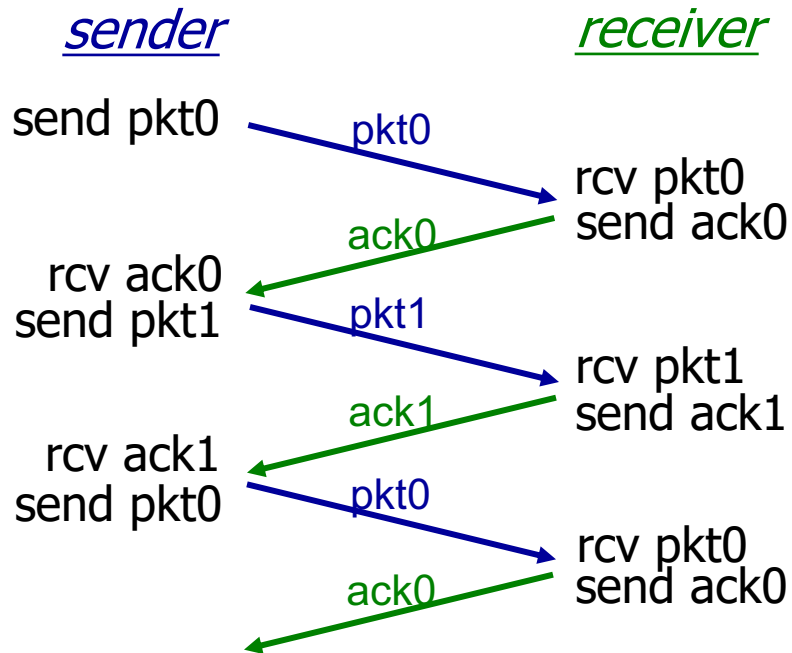 sender
receiver
send pkt0
pkt0
rcv pkt0
send ack0
ack0
rcv ack0
send pkt1
pkt1
rcv pkt1
send ack1
ack1
rcv ack1
send pkt0
pkt0
rcv pkt0
send ack0
ack0